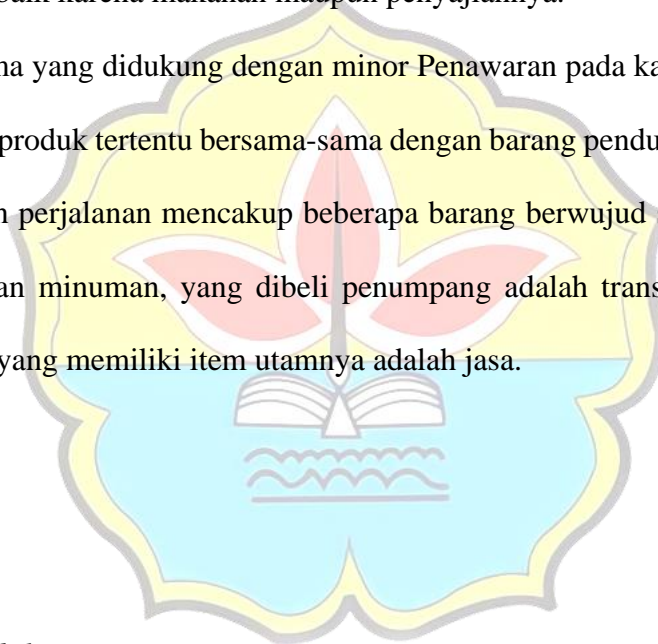 baik karena makanan maupun penyajiannya.
na yang didukung dengan minor Penawaran pada ka
produk tertentu bersama-sama dengan barang pendu
n perjalanan mencakup beberapa barang berwujud
an minuman, yang dibeli penumpang adalah trans
yang memiliki item utamnya adalah jasa.